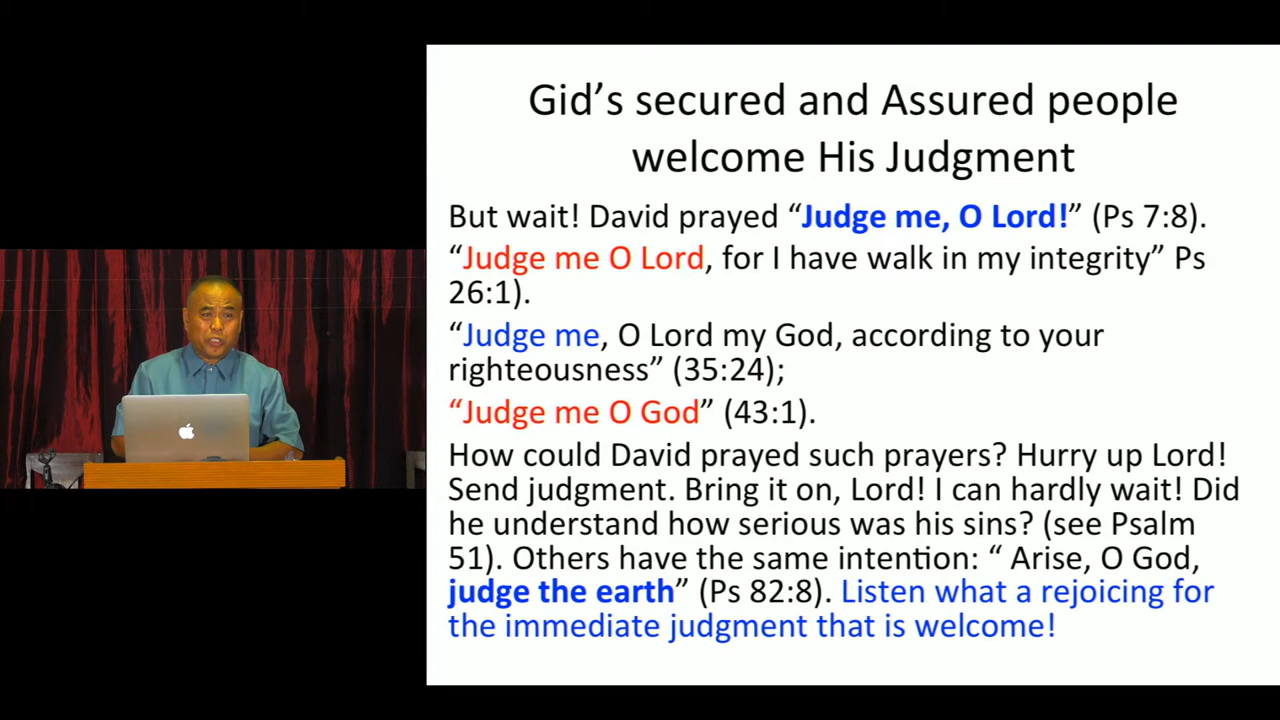 Gid’s secured and Assured people
welcome His Judgment
But wait! David prayed “Judge me, O Lord!” (Ps 7:8).
“Judge me O Lord, for I have walk in my integrity” Ps
26:1).
“Judge me, O Lord my God, according to your
righteousness” (35:24);
“Judge me O God” (43:1).
How could David prayed such prayers? Hurry up Lord!
Send judgment. Bring it on, Lord! I can hardly wait! Did
he understand how serious was his sins? (see Psalm
51). Others have the same intention: “ Arise, O God,
judge the earth” (Ps 82:8). Listen what a rejoicing for
the immediate judgment that is welcome!